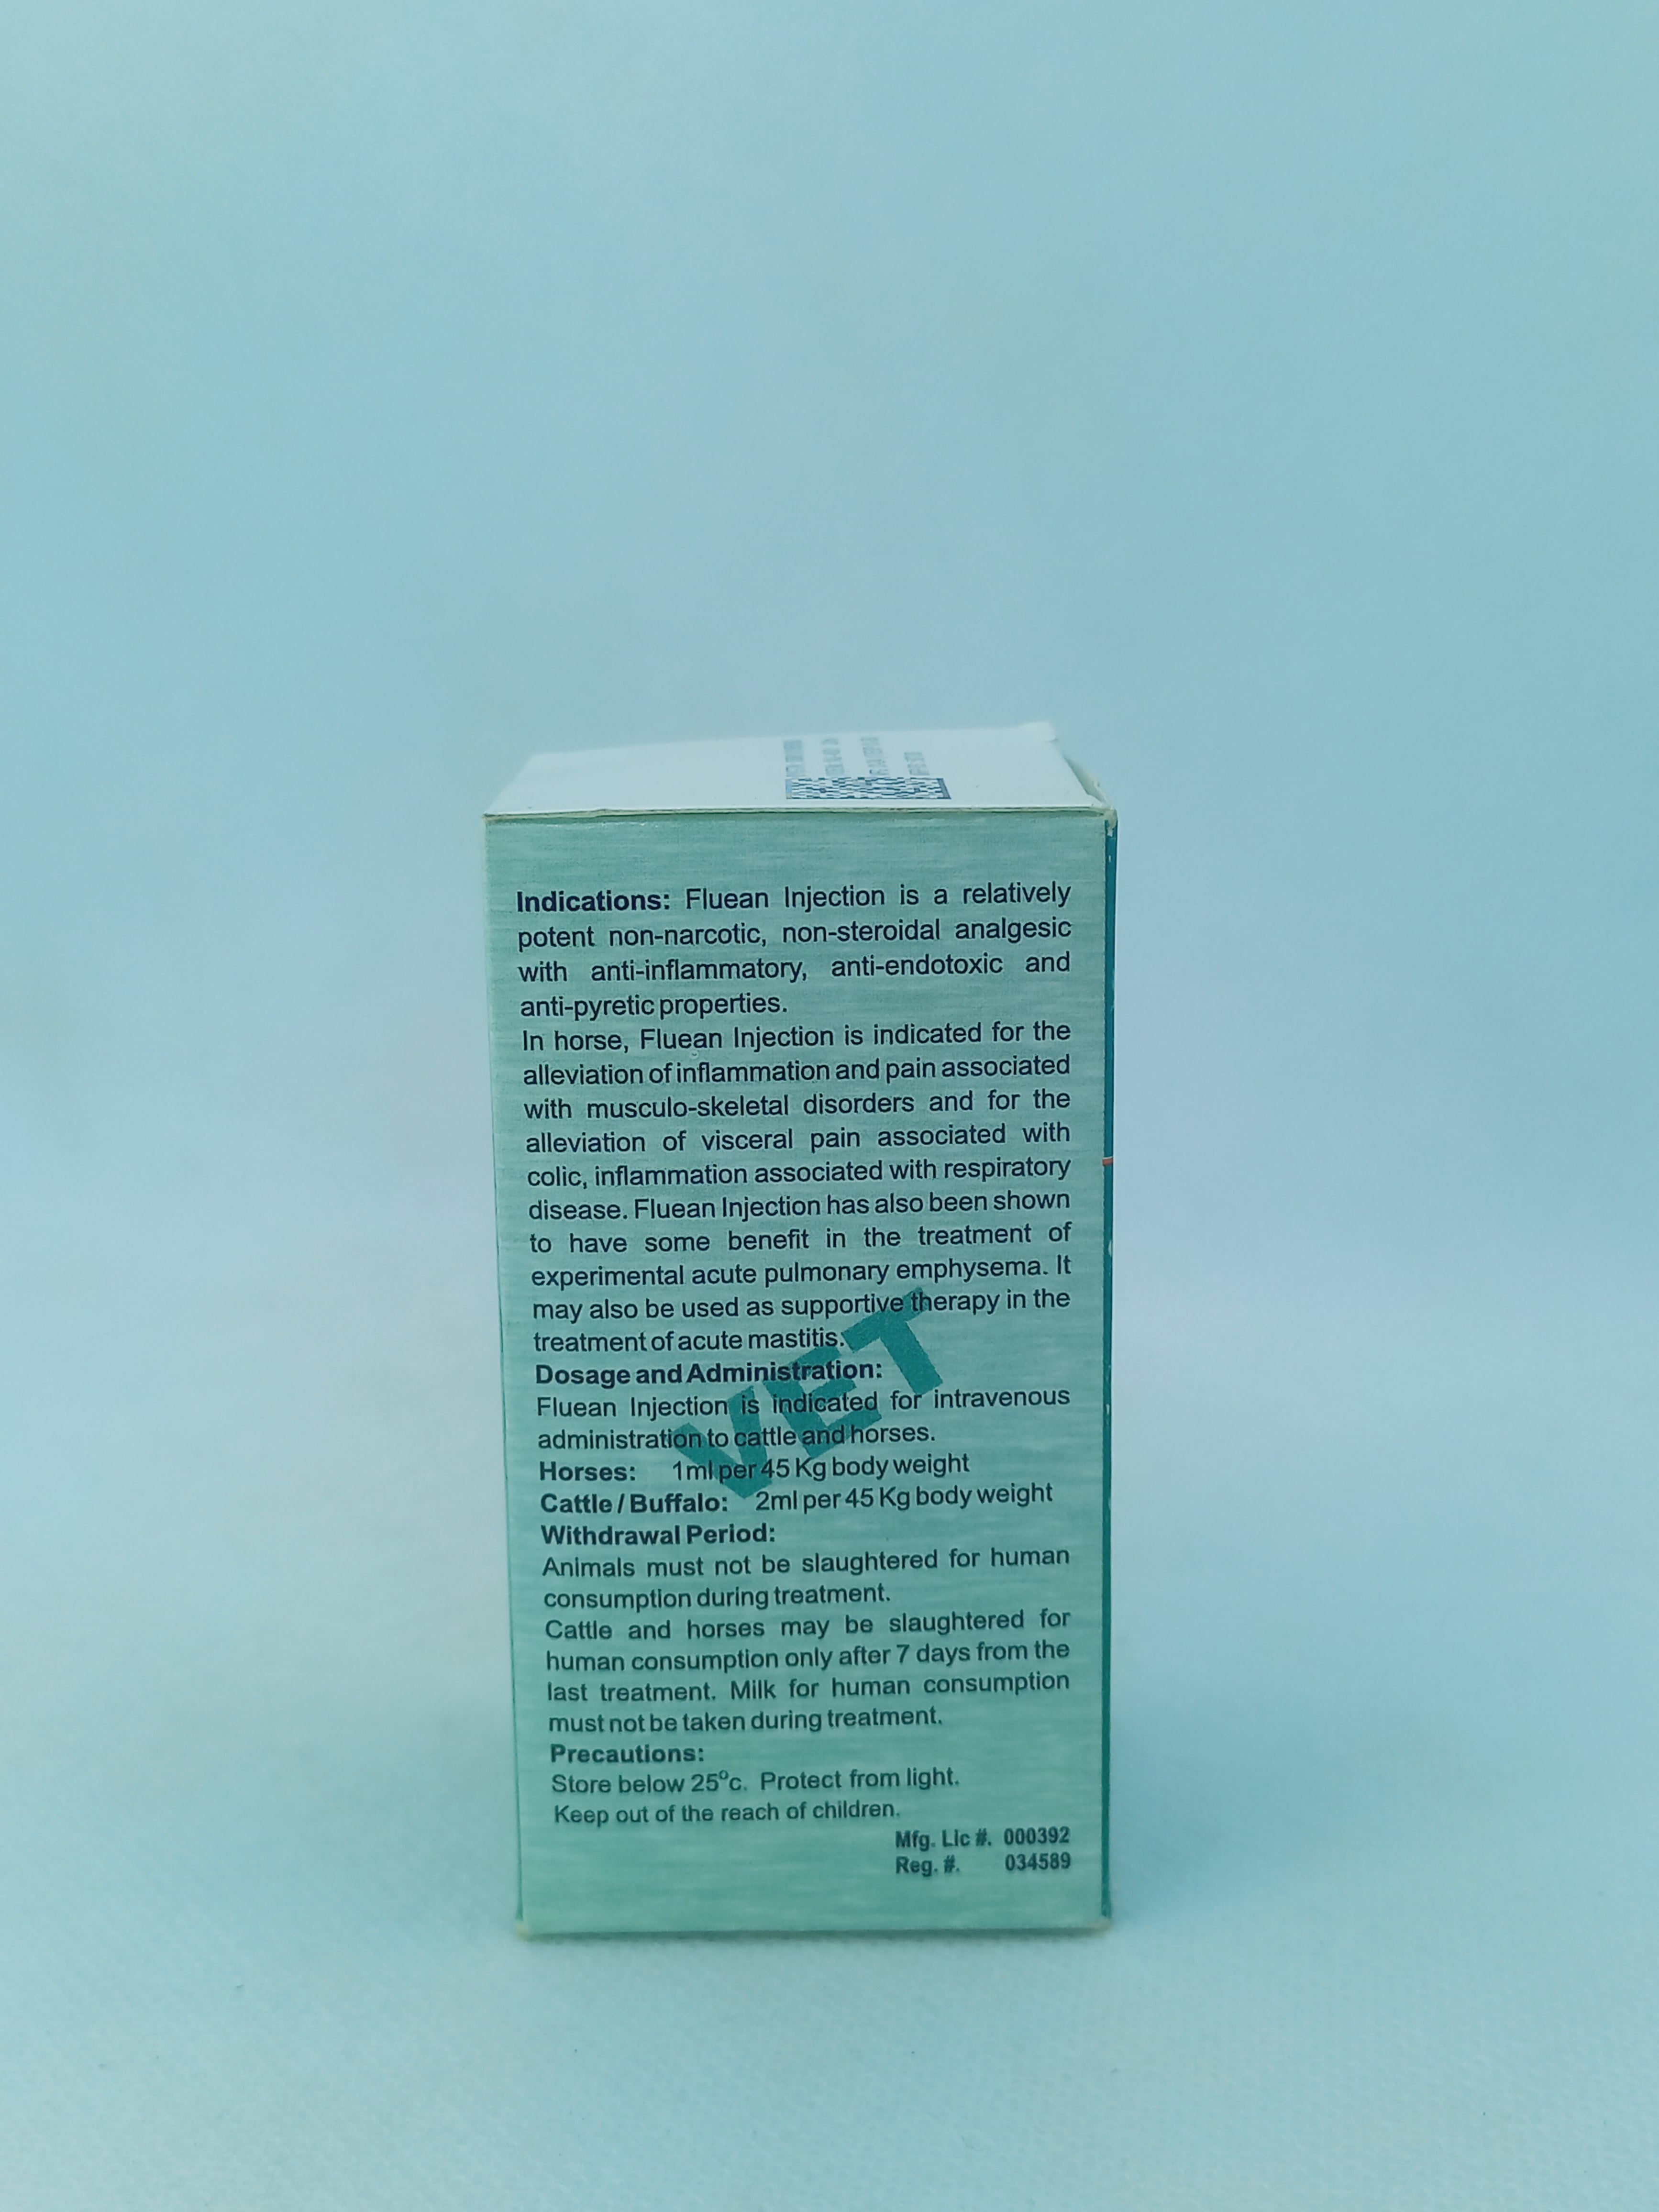 Indications: Fluean Injection is a relatively
potent non-narcotic, non-steroidal analgesic
with anti-inflammatory, anti-endotoxic and
anti-pyretic properties.
In horse, Fluean Injection is indicated for the
alleviation of inflammation and pain associated
with musculo-skeletal disorders and for the
alleviation of visceral pain associated with
colic, inflammation associated with respiratory
disease. Fluean Injection has also been shown
to have some benefit in the treatment of
experimental acute pulmonary emphysema. It
may also be used as supportive therapy in the
treatment of acute mastitis.
Dosage and Administration:
Fluean Injection is indicated for intravenous
administration to cattle and horses.
Horses: 1ml per 45 Kg body weight
Cattle / Buffalo: 2ml per 45 Kg body weight
Withdrawal Period:
Animals must not be slaughtered for human
consumption during treatment.
Cattle and horses may be slaughtered for
human consumption only after 7 days from the
last treatment. Milk for human consumption
must not be taken during treatment.
Precautions:
Store below 25°c. Protect from light.
Keep out of the reach of children.
Mfg. Lic #. 000392
Reg. #. 034589
VET